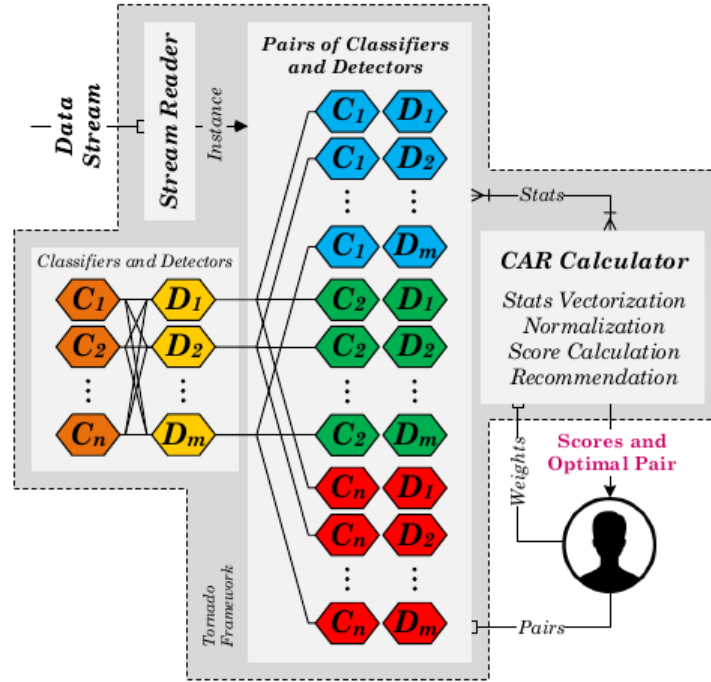 Data
Stream
Stream Reader
Instance
Pairs of Classifiers
and Detectors
C1 D1
C1 D2
⋮ ⋮
C1 Dm
C2 D1
C2 D2
⋮ ⋮
C2 Dm
Cn D1
Cn D2
⋮ ⋮
Cn Dm
Classifiers and Detectors
C1 D1
C2 D2
⋮ ⋮
Cn Dm
Tornado
Framework
Stats
CAR Calculator
Stats Vectorization
Normalization
Score Calculation
Recommendation
Weights
Scores and
Optimal Pair
Pairs